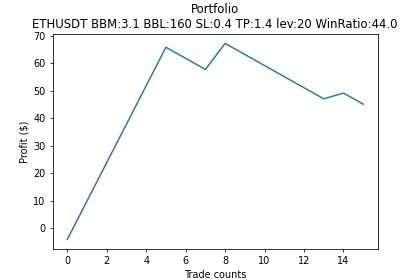 Portfolio
ETHUSDT BBM:3.1 BBL:160 SL:0.4 TP:1.4 lev:20 WinRatio:44.0
70
60
50
40
30
20
10
0
Profit ($)
0 2 4 6 8 10 12 14
Trade counts